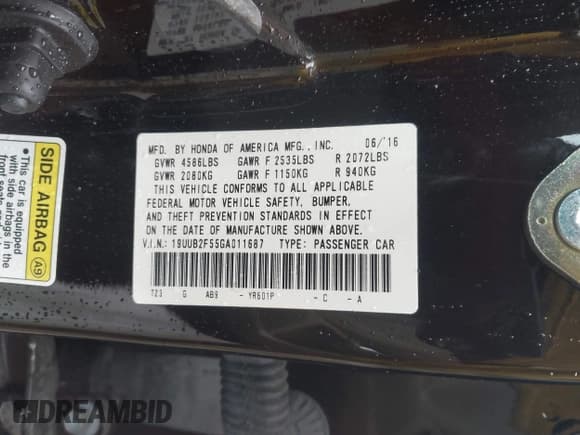 MFD. BY HONDA OF AMERICA MFG., INC. 06/16
GVWR 4586LBS GAWR F 2535LBS R 2072LBS
GVWR 2080KG GAWR F 1150KG R 940KG
THIS VEHICLE CONFORMS TO ALL APPLICABLE
FEDERAL MOTOR VEHICLE SAFETY, BUMPER,
AND THEFT PREVENTION STANDARDS IN EFFECT
ON THE DATE OF MANUFACTURE SHOWN ABOVE.
V.I.N.: 19UUB2F55GA011687 TYPE: PASSENGER CAR
T23 G AB9 - YR601P - C - A
SIDE AIRBAG A9
•This car is equipped
with side airbags in the
front seats
DREAMBID